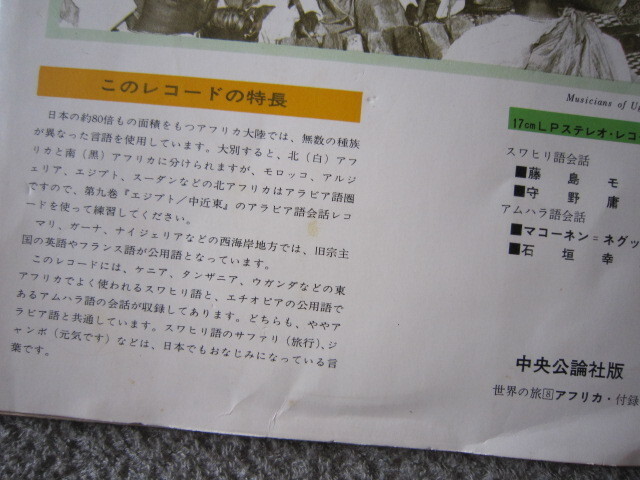 このレコードの特長
日本の約80倍もの面積をもつアフリカ大陸では、無数の種族
が異なった言語を使用しています。大別すると、北（白）アフ
リカと南（黒）アフリカに分けられますが、モロッコ、アルジ
ェリア、エジプト、スーダンなどの北アフリカはアラビア語圏
ですので、第九巻『エジプト／中近東』のアラビア語会話レコ
ードを使って練習してください。
マリ、ガーナ、ナイジェリアなどの西海岸地方では、旧宗主
国の英語やフランス語が公用語となっています。
このレコードには、ケニア、タンザニア、ウガンダなどの東
アフリカでよく使われるスワヒリ語と、エチオピアの公用語で
あるアムハラ語の会話が収録してあります。どちらも、ややア
ラビア語と共通しています。スワヒリ語のサファリ（旅行）、ジ
ャンボ（元気です）などは、日本でもおなじみになっている言
葉です。
Musicians of
17cmLPステレオ・レコ
スワヒリ語会話
■藤島モ
■守野庸
アムハラ語会話
■マコーネン＝ネグッ
■石垣幸
中央公論社版
世界の旅8アフリカ・付録